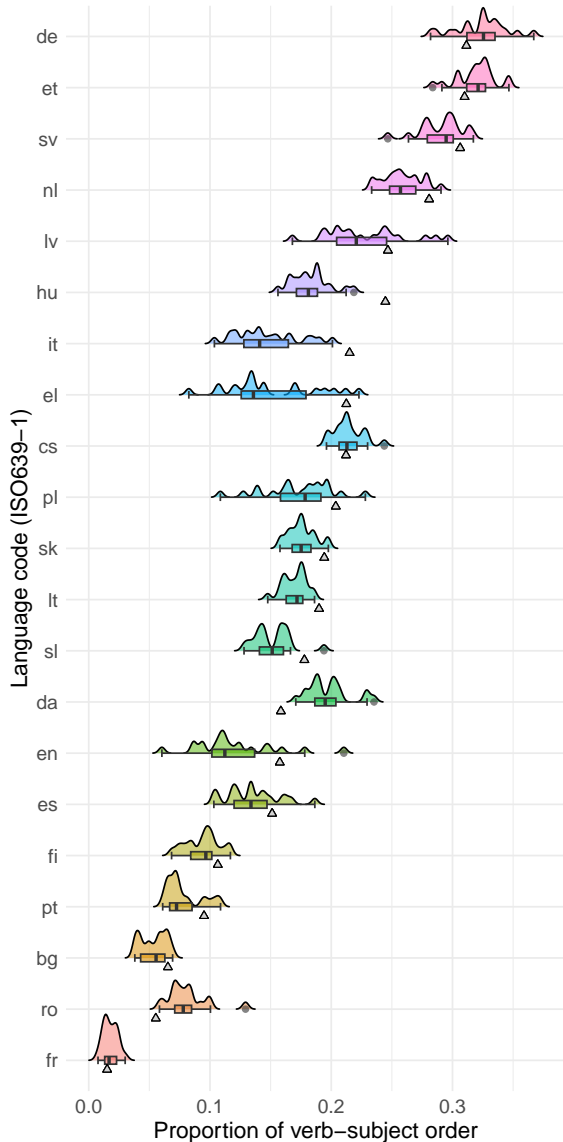 de
et
sv
nl
lv
hu
it
el
cs
pl
sk
lt
sl
da
en
es
fi
pt
bg
ro
fr
Language code (ISO639−1)
0.0 0.1 0.2 0.3
Proportion of verb−subject order